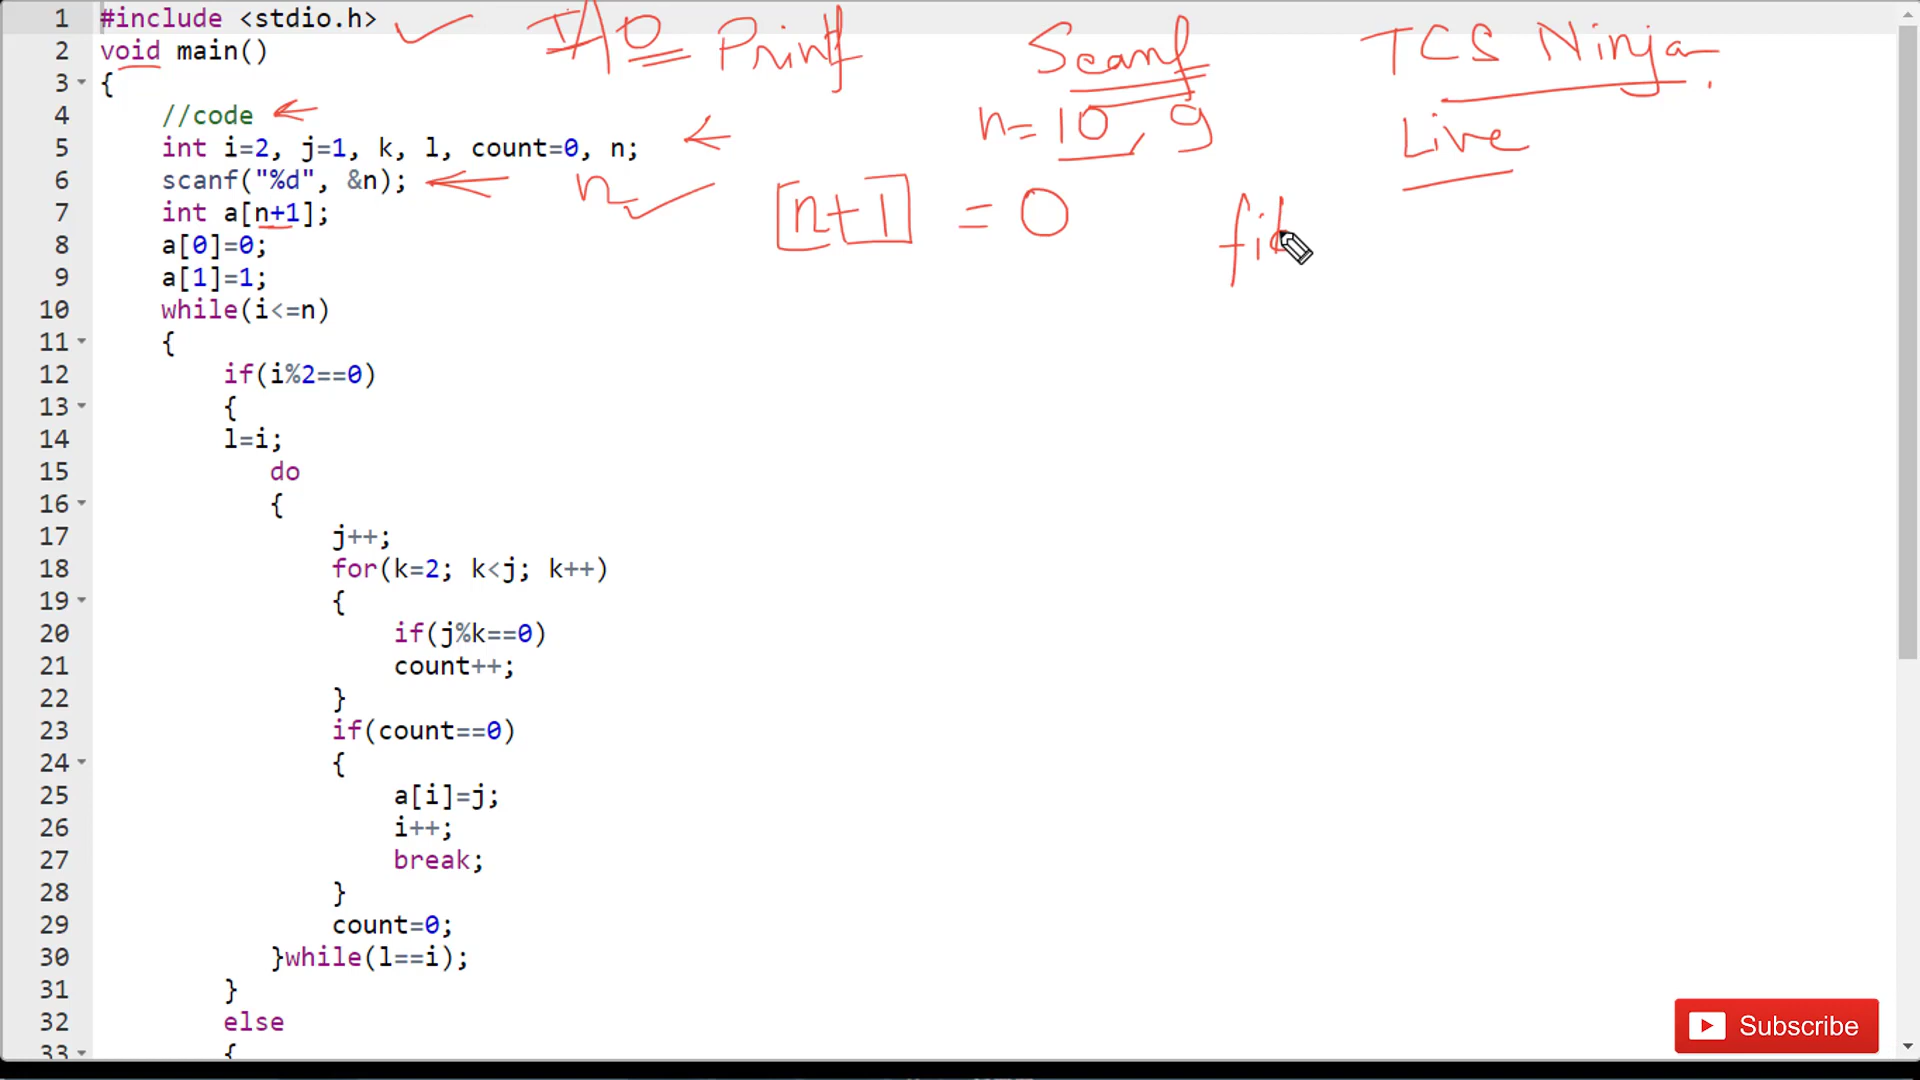 1 #include <stdio.h>
2 void main()
3 {
4 //code
5 int i=2, j=1, k, l, count=0, n;
6 scanf("%d", &n);
7 int a[n+1];
8 a[0]=0;
9 a[1]=1;
10 while(i<=n)
11 {
12 if(i%2==0)
13 {
14 l=i;
15 do
16 {
17 j++;
18 for(k=2; k<j; k++)
19 {
20 if(j%k==0)
21 count++;
22 }
23 if(count==0)
24 {
25 a[i]=j;
26 i++;
27 break;
28 }
29 count=0;
30 }while(l==i);
31 }
32 else
33 {
I/O Printf
Scanf
n=10, 9
TCS Ninja.
Live
n
[n+1] = 0
Subscribe